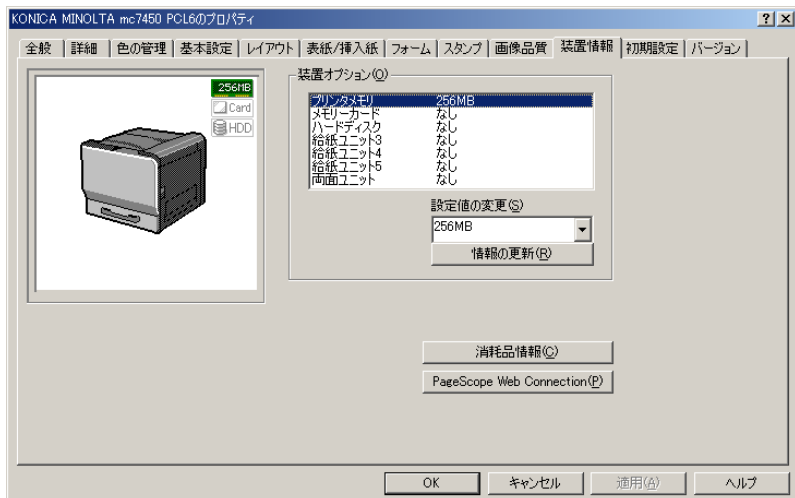 KONICA MINOLTA mc7450 PCL6のプロパティ
全般 詳細 色の管理 基本設定 レイアウト 表紙/挿入紙 フォーム スタンプ 画像品質 装置情報 初期設定 バージョン
256MB
Card
HDD
装置オプション(O)
プリンタメモリ 256MB
メモリーカード なし
ハードディスク なし
給紙ユニット3 なし
給紙ユニット4 なし
給紙ユニット5 なし
両面ユニット なし
設定値の変更(S)
256MB
情報の更新(R)
消耗品情報(C)
PageScope Web Connection(P)
OK キャンセル 適用(A) ヘルプ